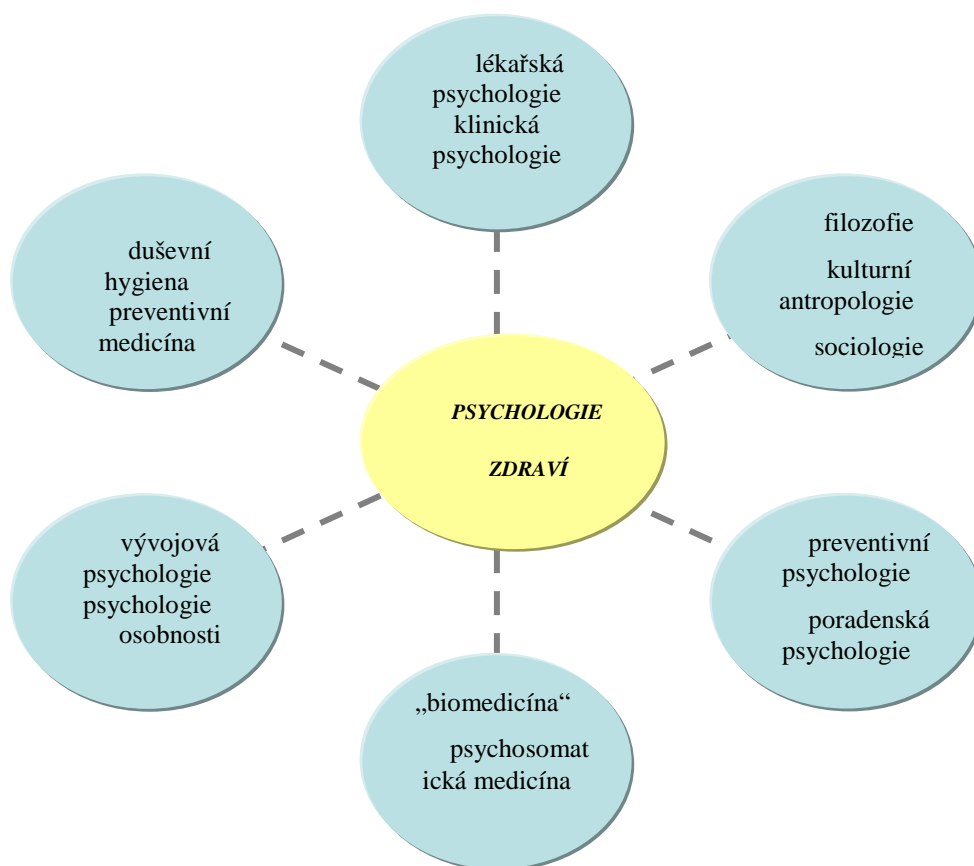 lékařská
psychologie
klinická
psychologie
filozofie
kulturní
antropologie
sociologie
duševní
hygiena
preventivní
medicína
PSYCHOLOGIE
ZDRAVÍ
vývojová
psychologie
psychologie
osobnosti
preventivní
psychologie
poradenská
psychologie
„biomedicína“
psychosomat
ická medicína